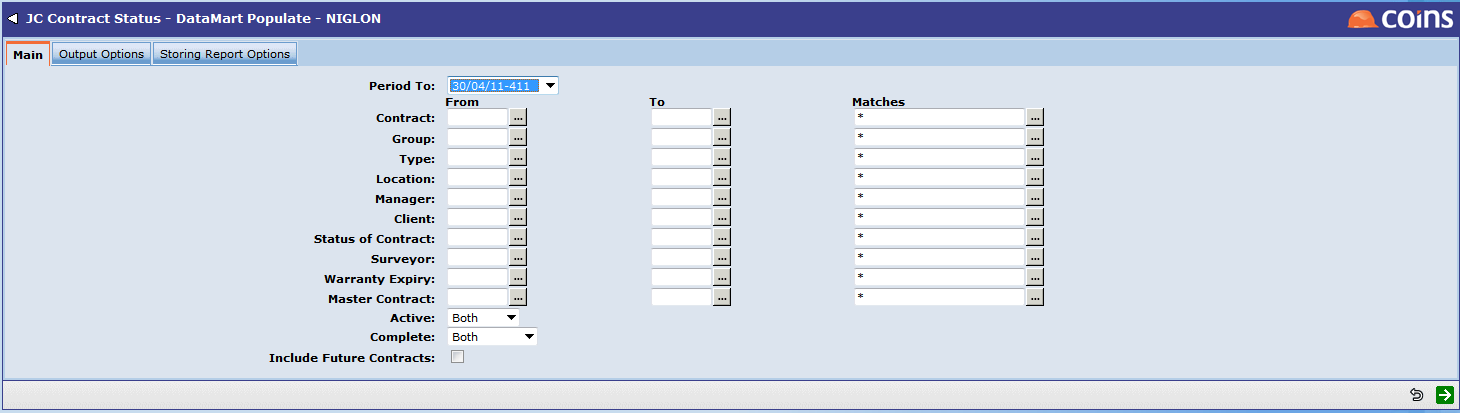 JC Contract Status - DataMart Populate - NIGLON
coins
Main Output Options Storing Report Options
Period To: 30/04/11-411
From To Matches
Contract: ... ... * ...
Group: ... ... * ...
Type: ... ... * ...
Location: ... ... * ...
Manager: ... ... * ...
Client: ... ... * ...
Status of Contract: ... ... * ...
Surveyor: ... ... * ...
Warranty Expiry: ... ... * ...
Master Contract: ... ... * ...
Active: Both
Complete: Both
Include Future Contracts: